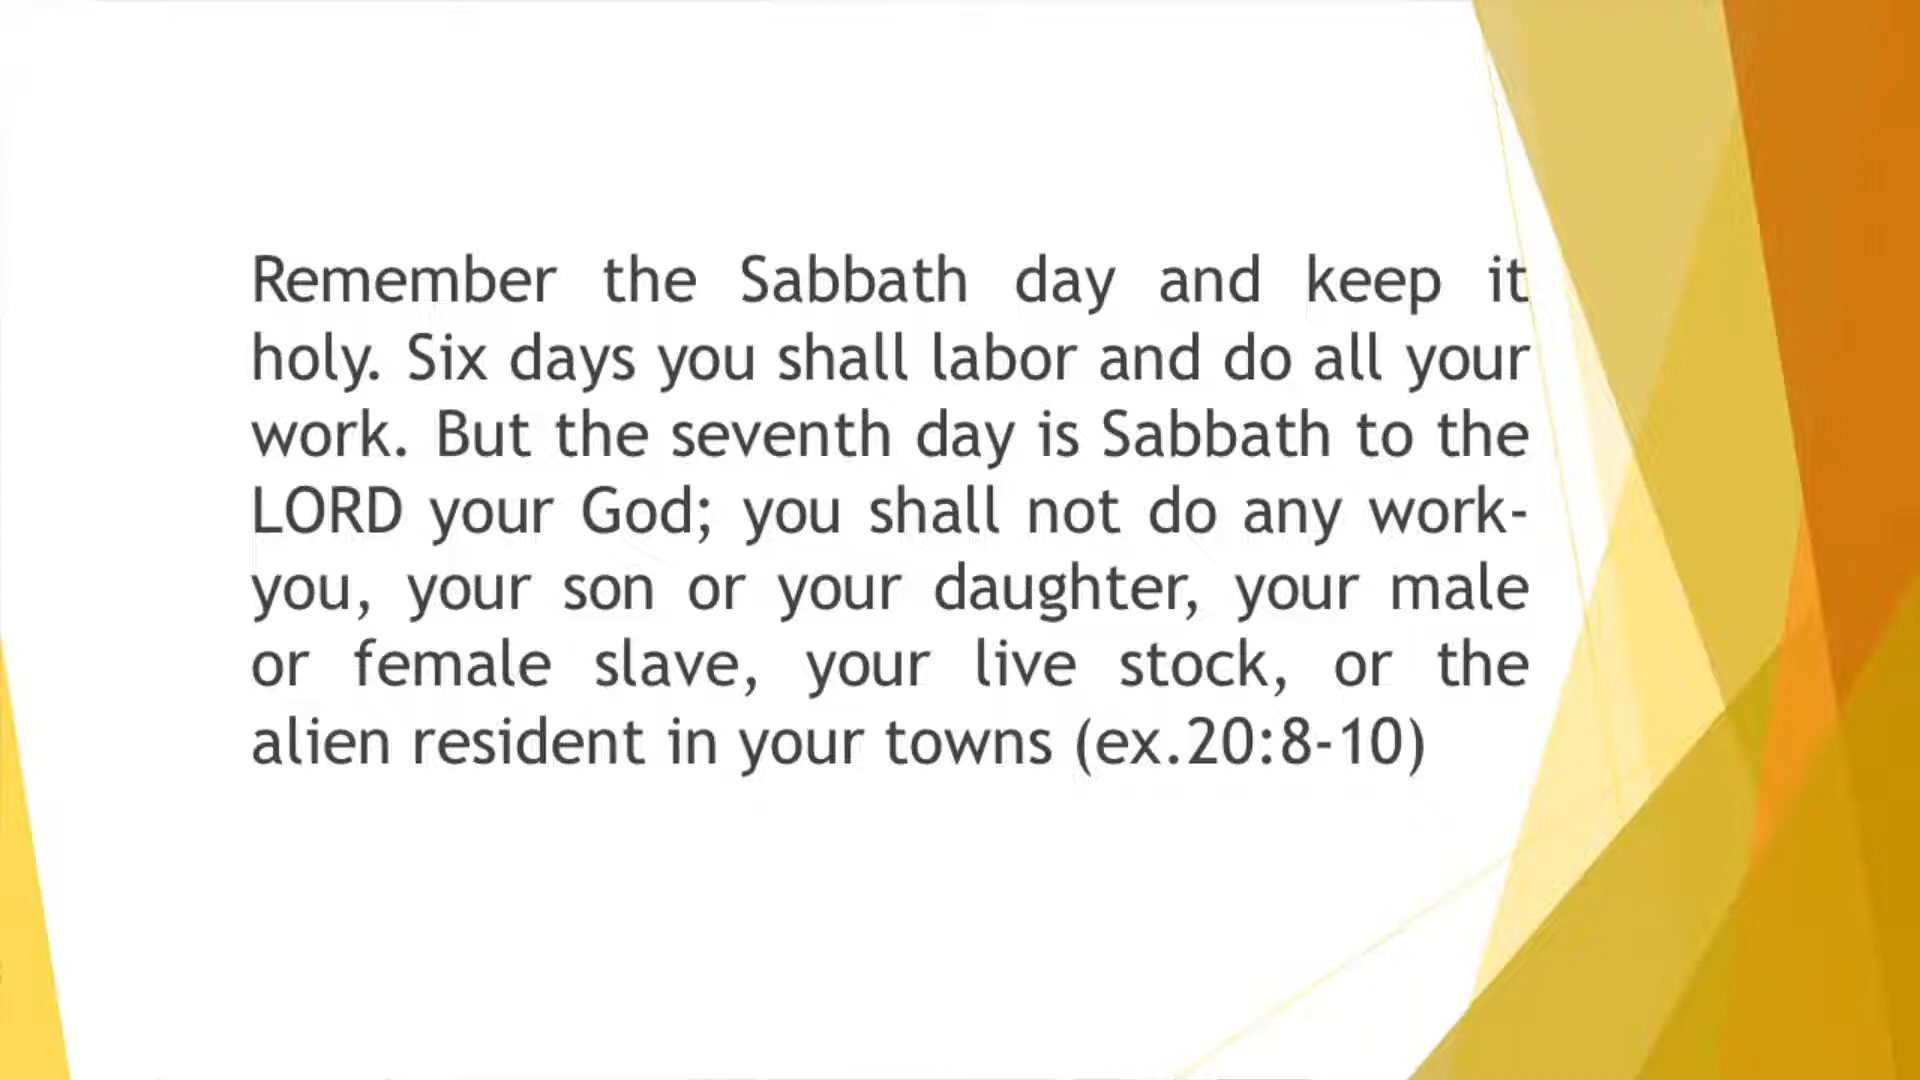 Remember the Sabbath day and keep it
holy. Six days you shall labor and do all your
work. But the seventh day is Sabbath to the
LORD your God; you shall not do any work-
you, your son or your daughter, your male
or female slave, your live stock, or the
alien resident in your towns (ex.20:8-10)